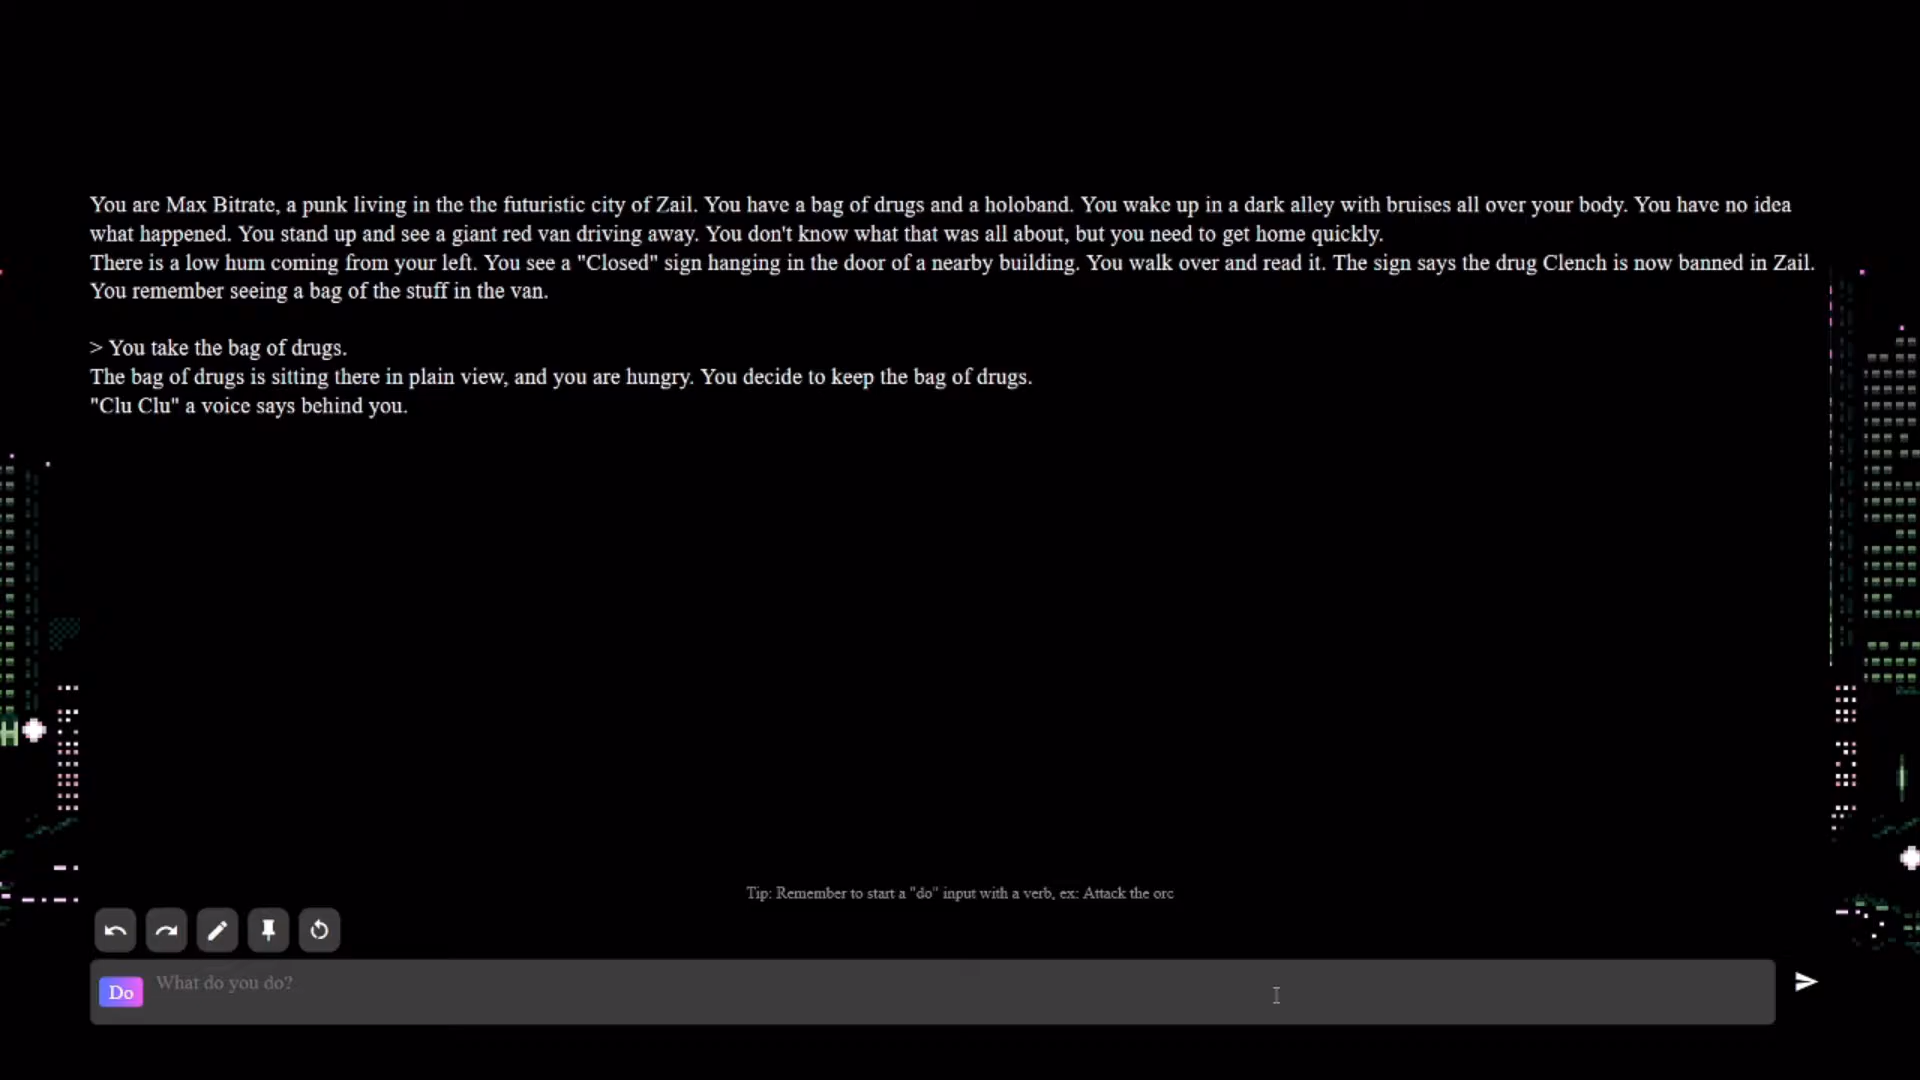 You are Max Bitrate, a punk living in the the futuristic city of Zail. You have a bag of drugs and a holoband. You wake up in a dark alley with bruises all over your body. You have no idea
what happened. You stand up and see a giant red van driving away. You don't know what that was all about, but you need to get home quickly.
There is a low hum coming from your left. You see a "Closed" sign hanging in the door of a nearby building. You walk over and read it. The sign says the drug Clench is now banned in Zail.
You remember seeing a bag of the stuff in the van.
> You take the bag of drugs.
The bag of drugs is sitting there in plain view, and you are hungry. You decide to keep the bag of drugs.
"Clu Clu" a voice says behind you.
Tip: Remember to start a "do" input with a verb, ex: Attack the orc
Do What do you do?